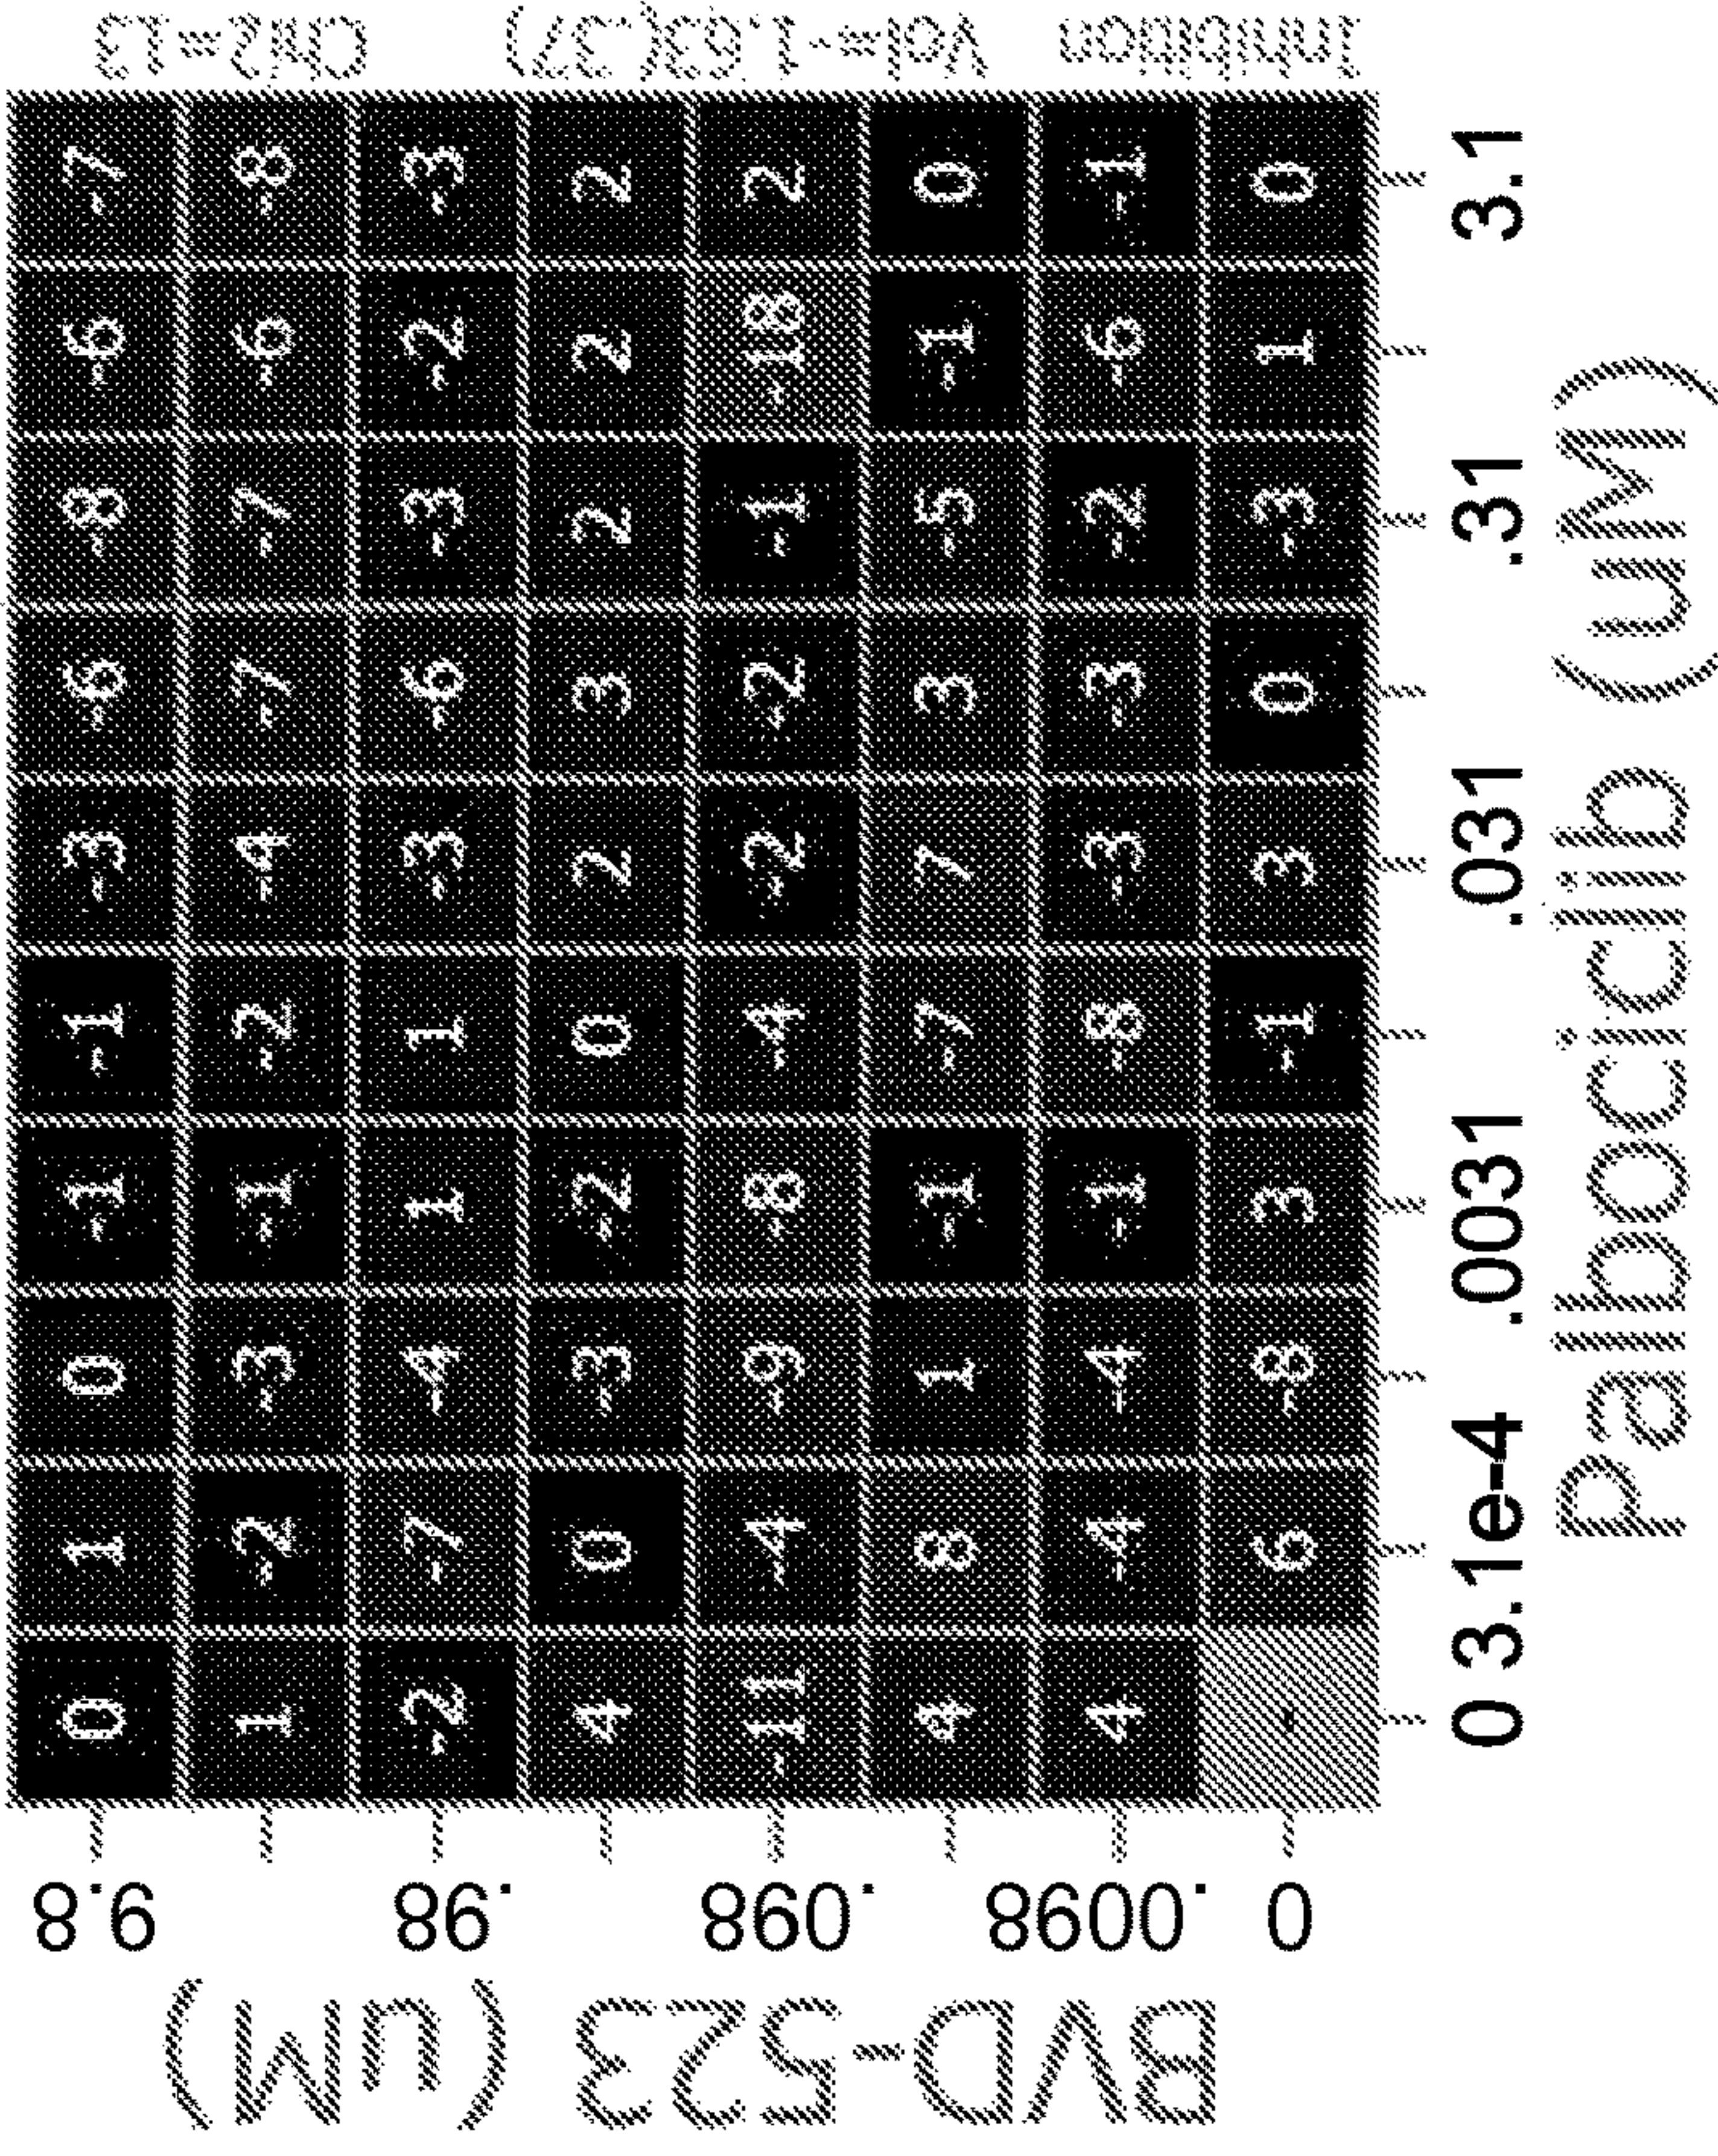 BVD-523 (uM)
9.8 0 1 0 -1 -1 -3 -6 -8 -6 -7
1 -2 -3 -1 -2 -4 -7 -7 -6 -8
.98 -2 -7 -4 1 1 -3 -6 -3 -2 -3
4 0 -3 -2 0 2 3 2 2 2
.098 -11 -4 -9 -8 -4 -2 -2 -1 -18 2
4 8 1 -1 -7 7 3 -5 -1 0
.0098 4 -4 -4 -1 -8 -3 -3 -2 -6 -1
0 - 6 -8 3 -1 3 0 -3 1 0
0 3.1e-4 .0031 .031 .31 3.1
Palbociclib (uM)
Inhibition Vol=-1.63(.37) Chi2=13